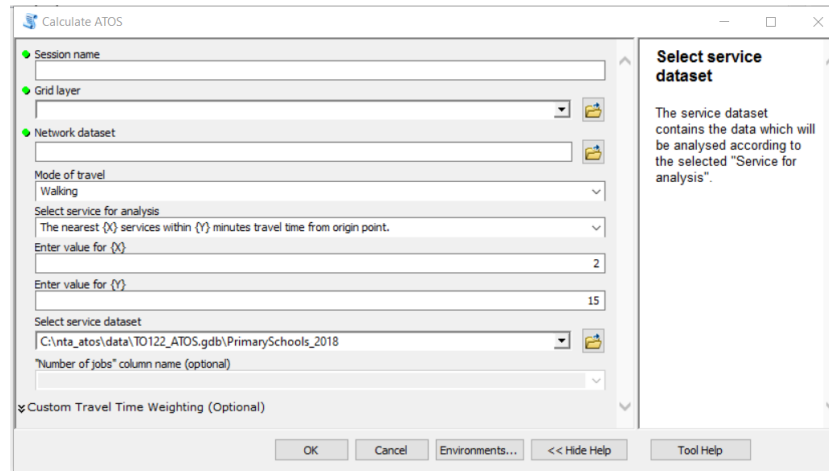 Calculate ATOS
Session name
Grid layer
Network dataset
Mode of travel
Walking
Select service for analysis
The nearest {X} services within {Y} minutes travel time from origin point.
Enter value for {X}
2
Enter value for {Y}
15
Select service dataset
C:\nta_atos\data\TO122_ATOS.gdb\PrimarySchools_2018
"Number of jobs" column name (optional)
Custom Travel Time Weighting (Optional)
OK
Cancel
Environments...
<< Hide Help
Tool Help
Select service
dataset
The service dataset
contains the data which will
be analysed according to
the selected "Service for
analysis".